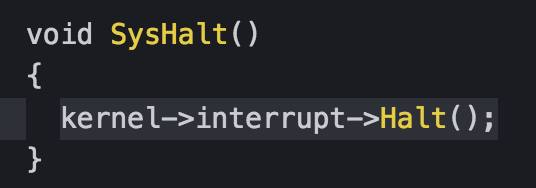 void SysHalt()
{
  kernel->interrupt->Halt();
}